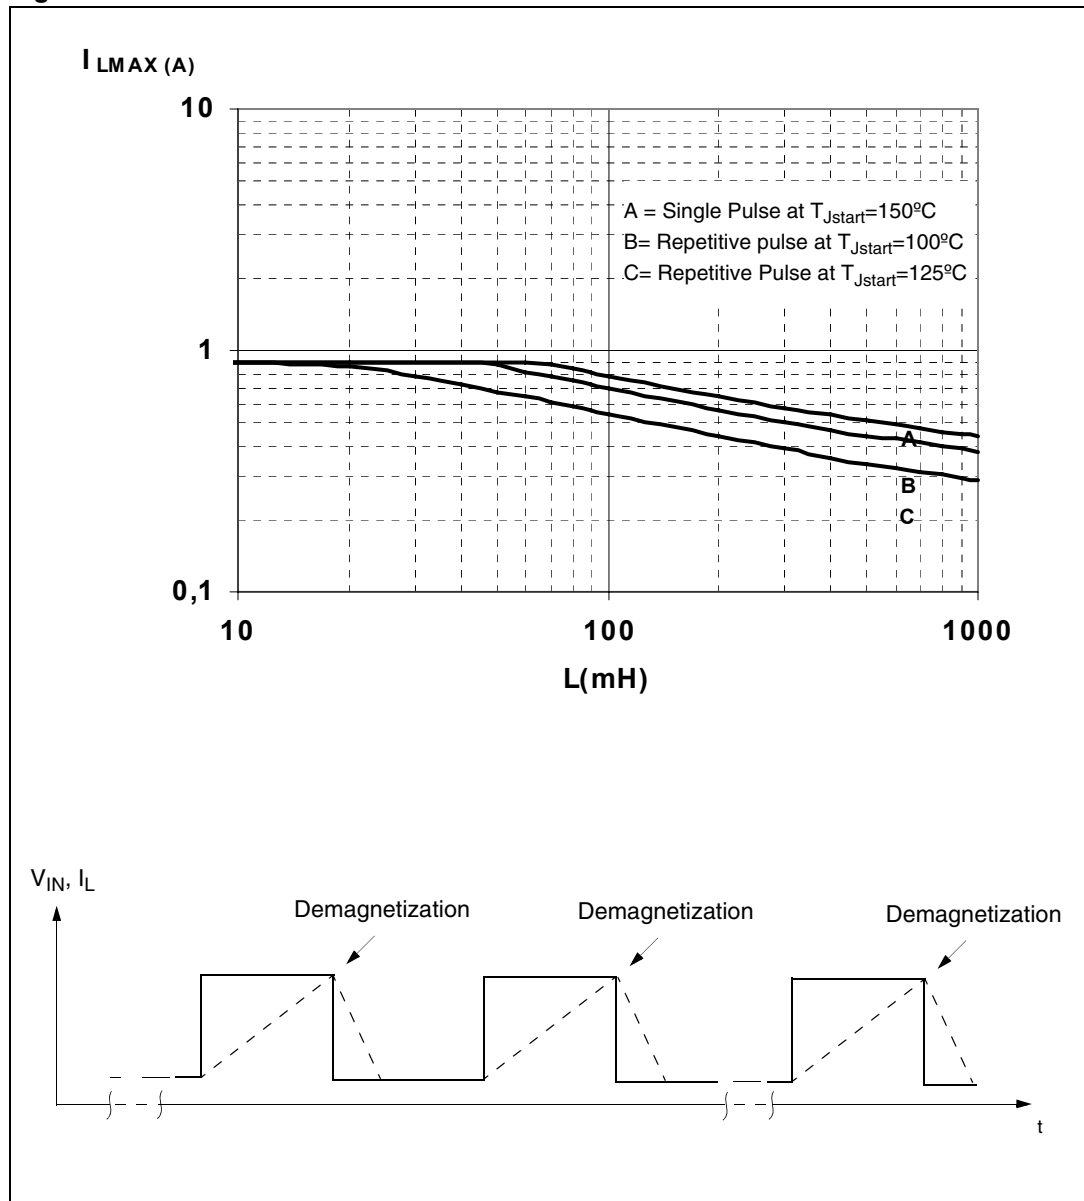 I LMAX (A)
10
A = Single Pulse at TJstart=150ºC
B= Repetitive pulse at TJstart=100ºC
C= Repetitive Pulse at TJstart=125ºC
1
A
B
C
0,1
10
100
1000
L(mH)
VIN, IL
Demagnetization
Demagnetization
Demagnetization
t